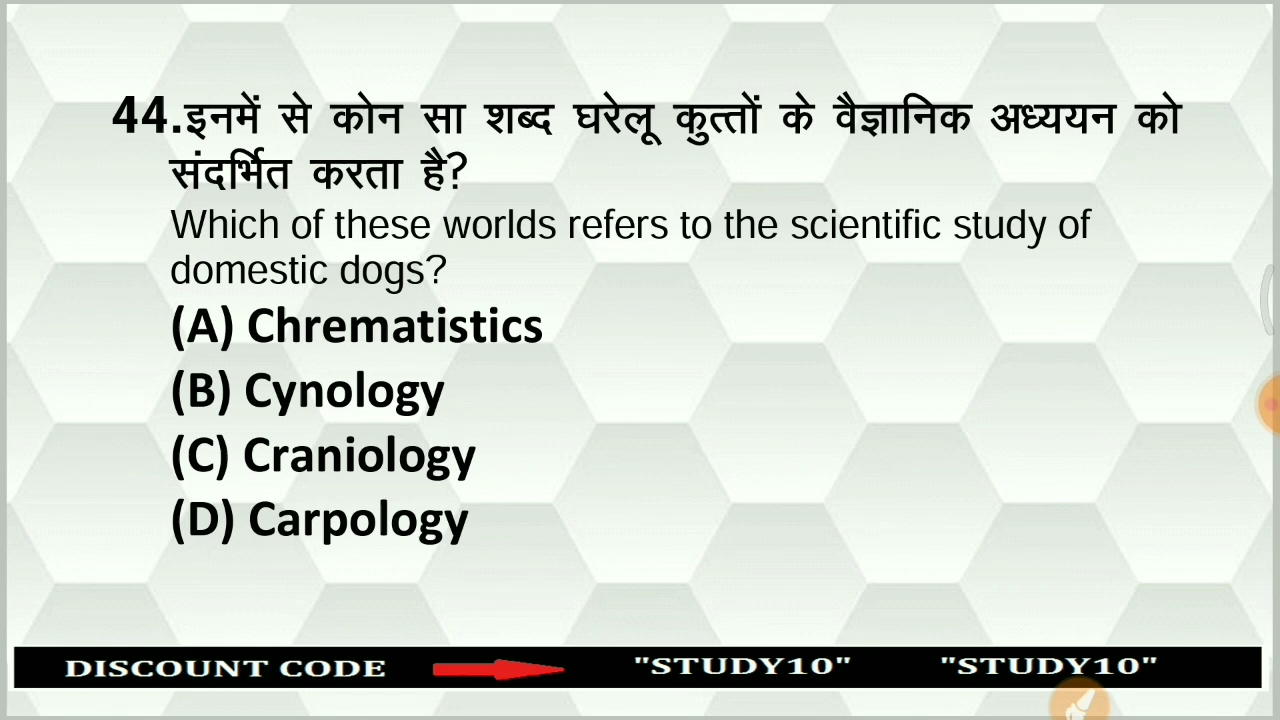 44.इनमें से कोन सा शब्द घरेलू कुत्तों के वैज्ञानिक अध्ययन को
संदर्भित करता है?
Which of these worlds refers to the scientific study of
domestic dogs?
(A) Chrematistics
(B) Cynology
(C) Craniology
(D) Carpology
DISCOUNT CODE "STUDY10" "STUDY10"